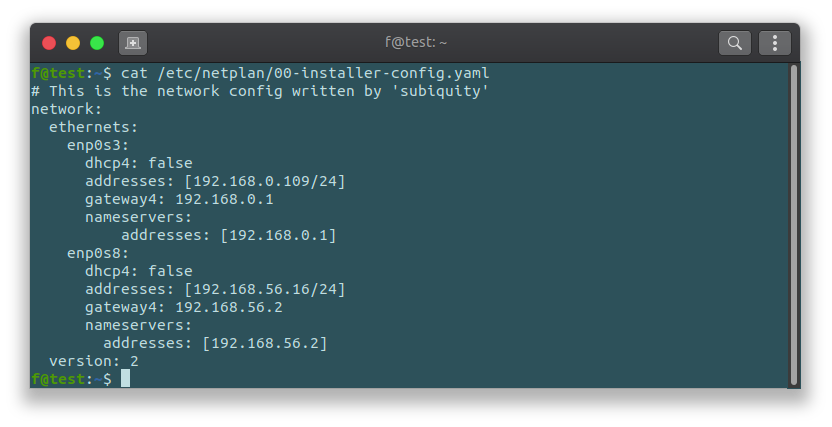 f@test: ~
f@test:~$ cat /etc/netplan/00-installer-config.yaml
# This is the network config written by 'subiquity'
network:
  ethernets:
    enp0s3:
      dhcp4: false
      addresses: [192.168.0.109/24]
      gateway4: 192.168.0.1
      nameservers:
          addresses: [192.168.0.1]
    enp0s8:
      dhcp4: false
      addresses: [192.168.56.16/24]
      gateway4: 192.168.56.2
      nameservers:
        addresses: [192.168.56.2]
  version: 2
f@test:~$